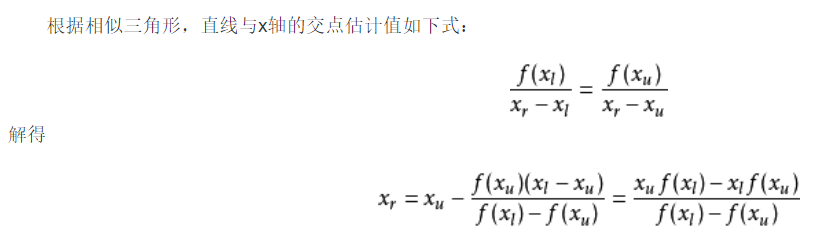 根据相似三角形，直线与x轴的交点估计值如下式：
f(x_l) / (x_r − x_l) = f(x_u) / (x_r − x_u)
解得
x_r = x_u − f(x_u)(x_l − x_u) / (f(x_l) − f(x_u)) = (x_u f(x_l) − x_l f(x_u)) / (f(x_l) − f(x_u))